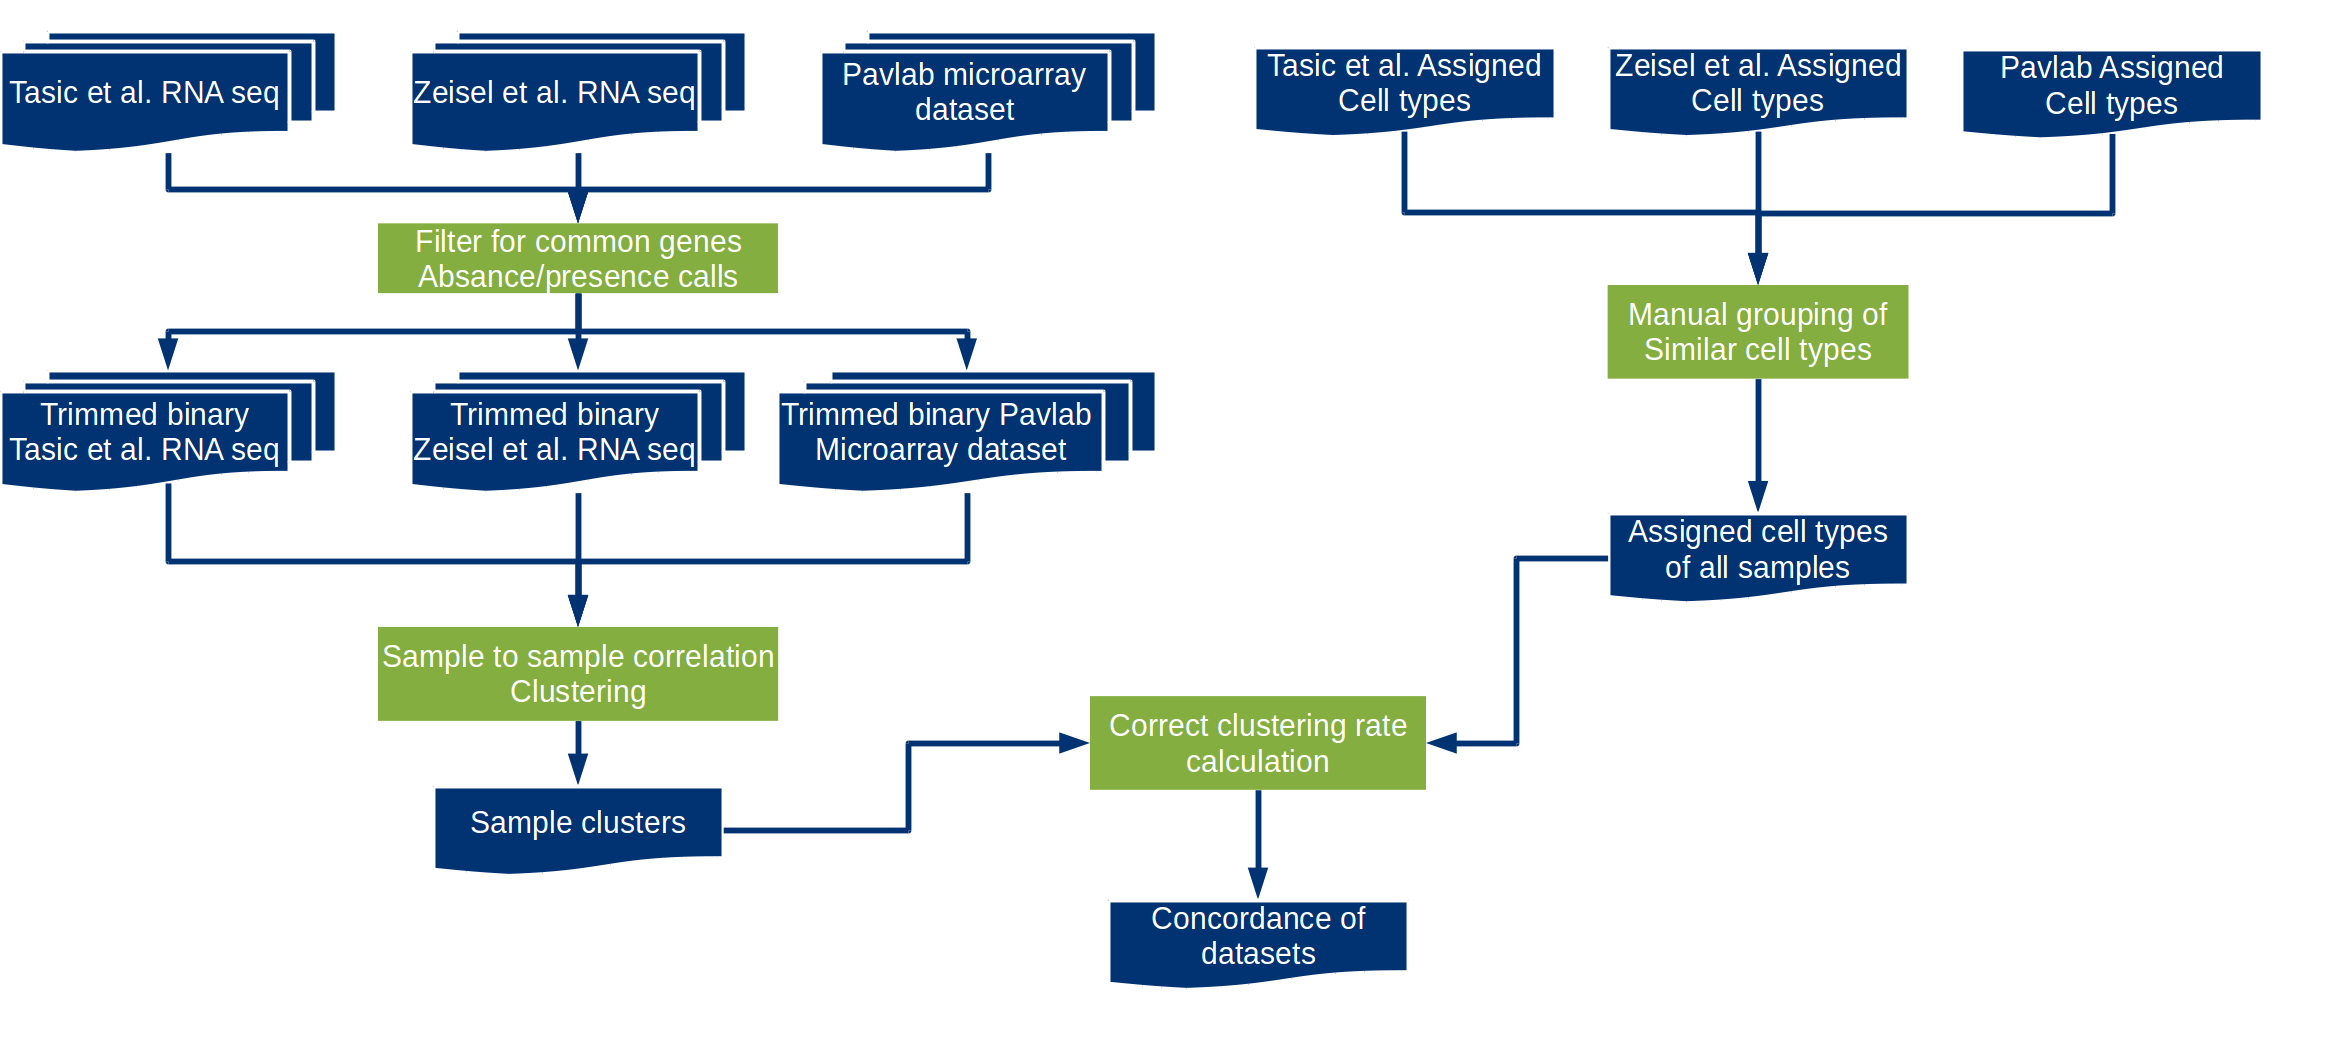 Tasic et al. RNA seq
Zeisel et al. RNA seq
Pavlab microarray
dataset
Tasic et al. Assigned
Cell types
Zeisel et al. Assigned
Cell types
Pavlab Assigned
Cell types
Filter for common genes
Absance/presence calls
Manual grouping of
Similar cell types
Trimmed binary
Tasic et al. RNA seq
Trimmed binary
Zeisel et al. RNA seq
Trimmed binary Pavlab
Microarray dataset
Assigned cell types
of all samples
Sample to sample correlation
Clustering
Correct clustering rate
calculation
Sample clusters
Concordance of
datasets